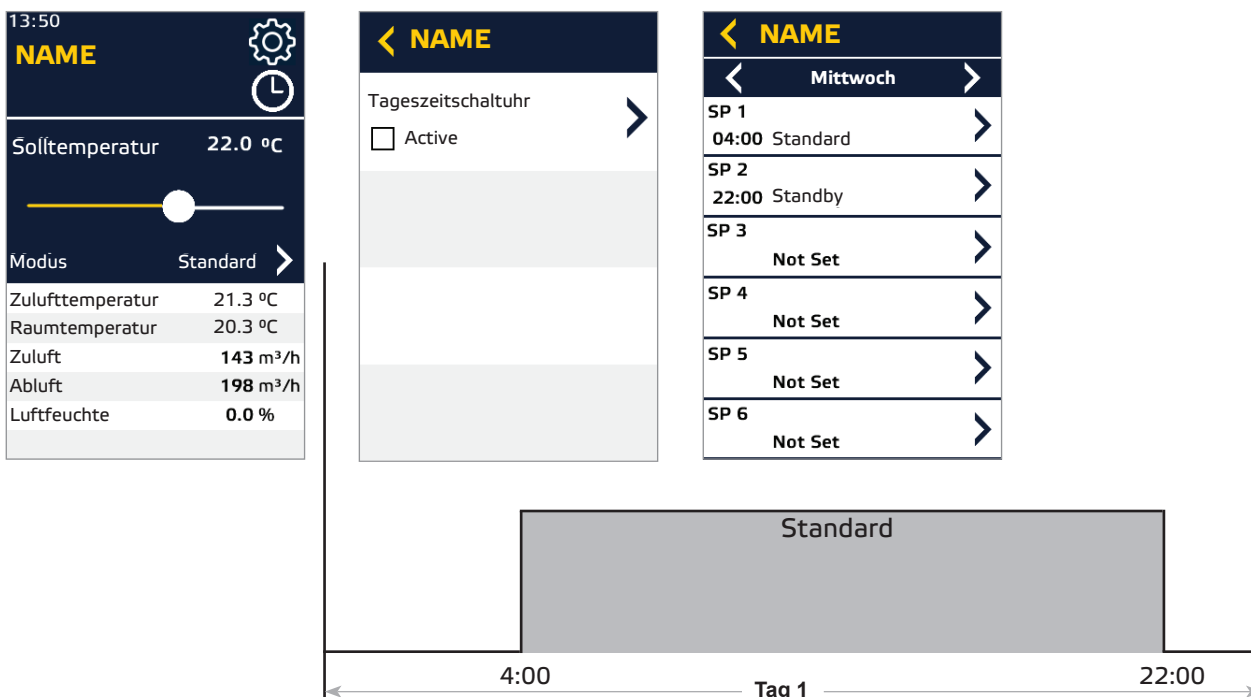 13:50
NAME
Solltemperatur 22.0 ºC
Modus Standard
Zulufttemperatur 21.3 ºC
Raumtemperatur 20.3 ºC
Zuluft 143 m³/h
Abluft 198 m³/h
Luftfeuchte 0.0 %
NAME
Tageszeitschaltuhr
Active
NAME
Mittwoch
SP 1
04:00 Standard
SP 2
22:00 Standby
SP 3
Not Set
SP 4
Not Set
SP 5
Not Set
SP 6
Not Set
Standard
4:00 22:00
Tag 1